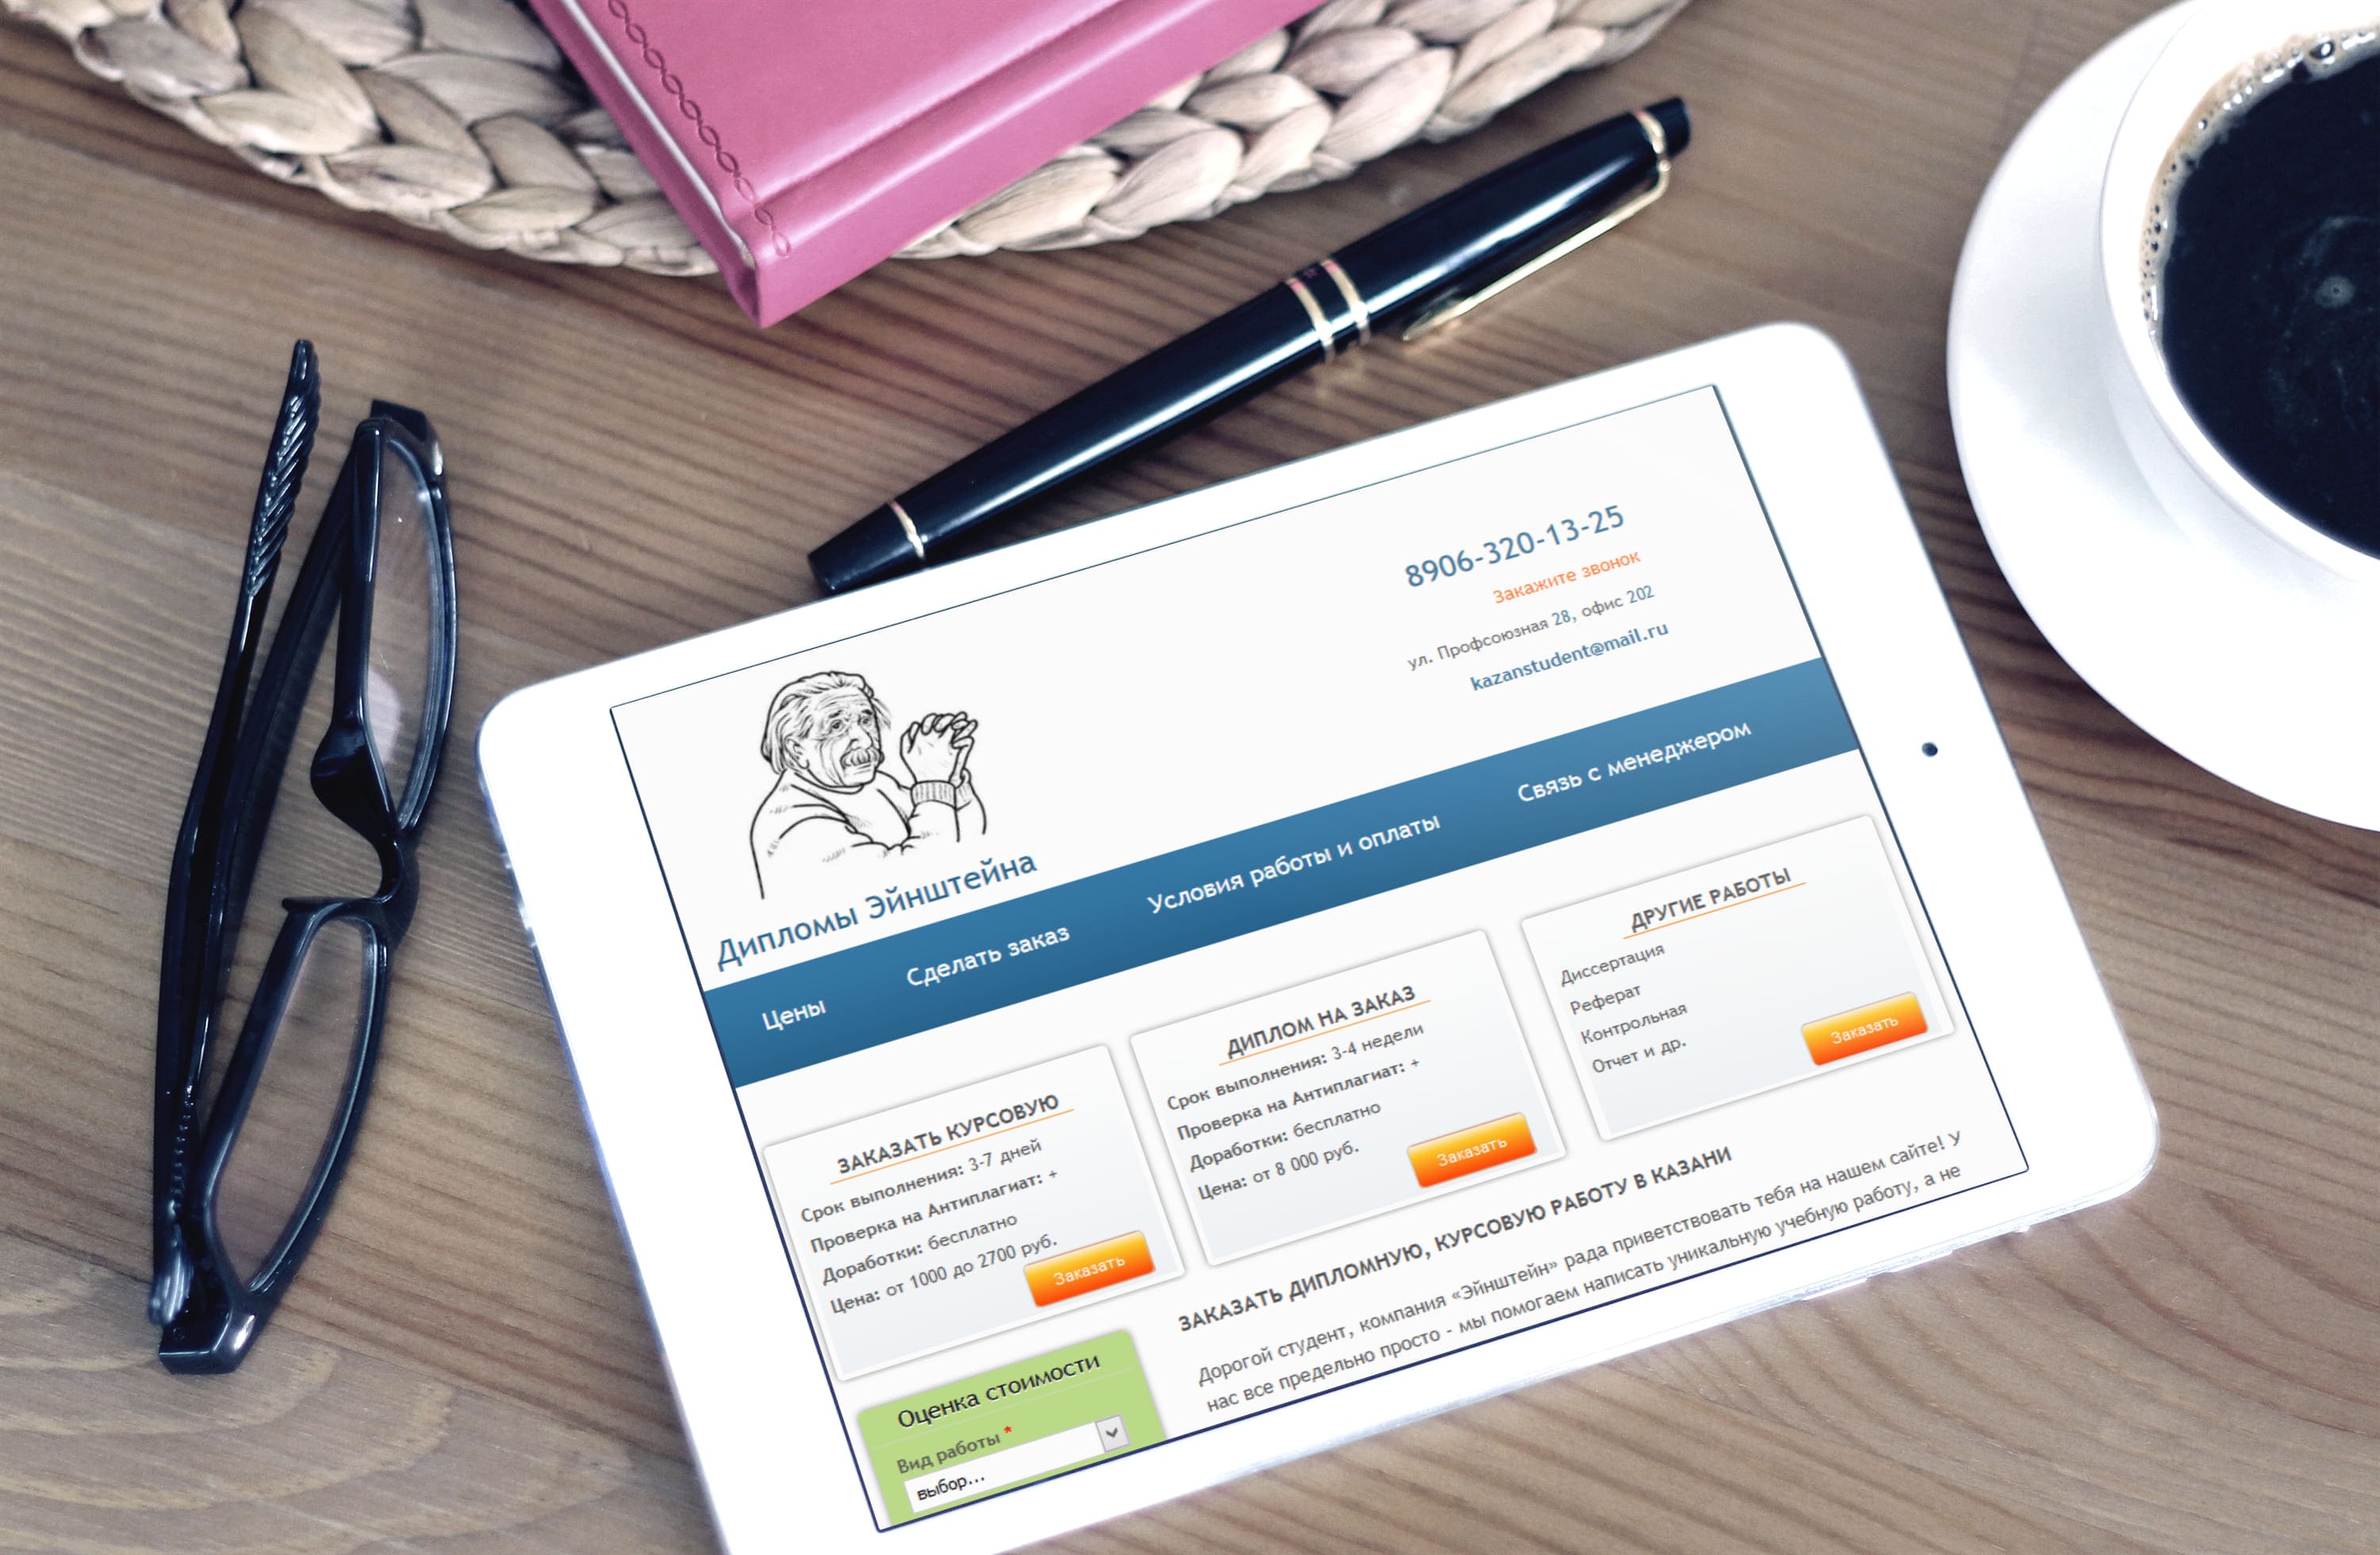 8906-320-13-25
Закажите звонок
ул. Профсоюзная 28, офис 202
kazanstudent@mail.ru
Дипломы Эйнштейна
Цены
Сделать заказ
Условия работы и оплаты
Связь с менеджером
ЗАКАЗАТЬ КУРСОВУЮ
Срок выполнения: 3-7 дней
Проверка на Антиплагиат: +
Доработки: бесплатно
Цена: от 1000 до 2700 руб.
Заказать
ДИПЛОМ НА ЗАКАЗ
Срок выполнения: 3-4 недели
Проверка на Антиплагиат: +
Доработки: бесплатно
Цена: от 8 000 руб.
Заказать
ДРУГИЕ РАБОТЫ
Диссертация
Реферат
Контрольная
Отчет и др.
Заказать
Оценка стоимости
Вид работы *
выбор...
ЗАКАЗАТЬ ДИПЛОМНУЮ, КУРСОВУЮ РАБОТУ В КАЗАНИ
Дорогой студент, компания «Эйнштейн» рада приветствовать тебя на нашем сайте! У
нас все предельно просто - мы помогаем написать уникальную учебную работу, а не